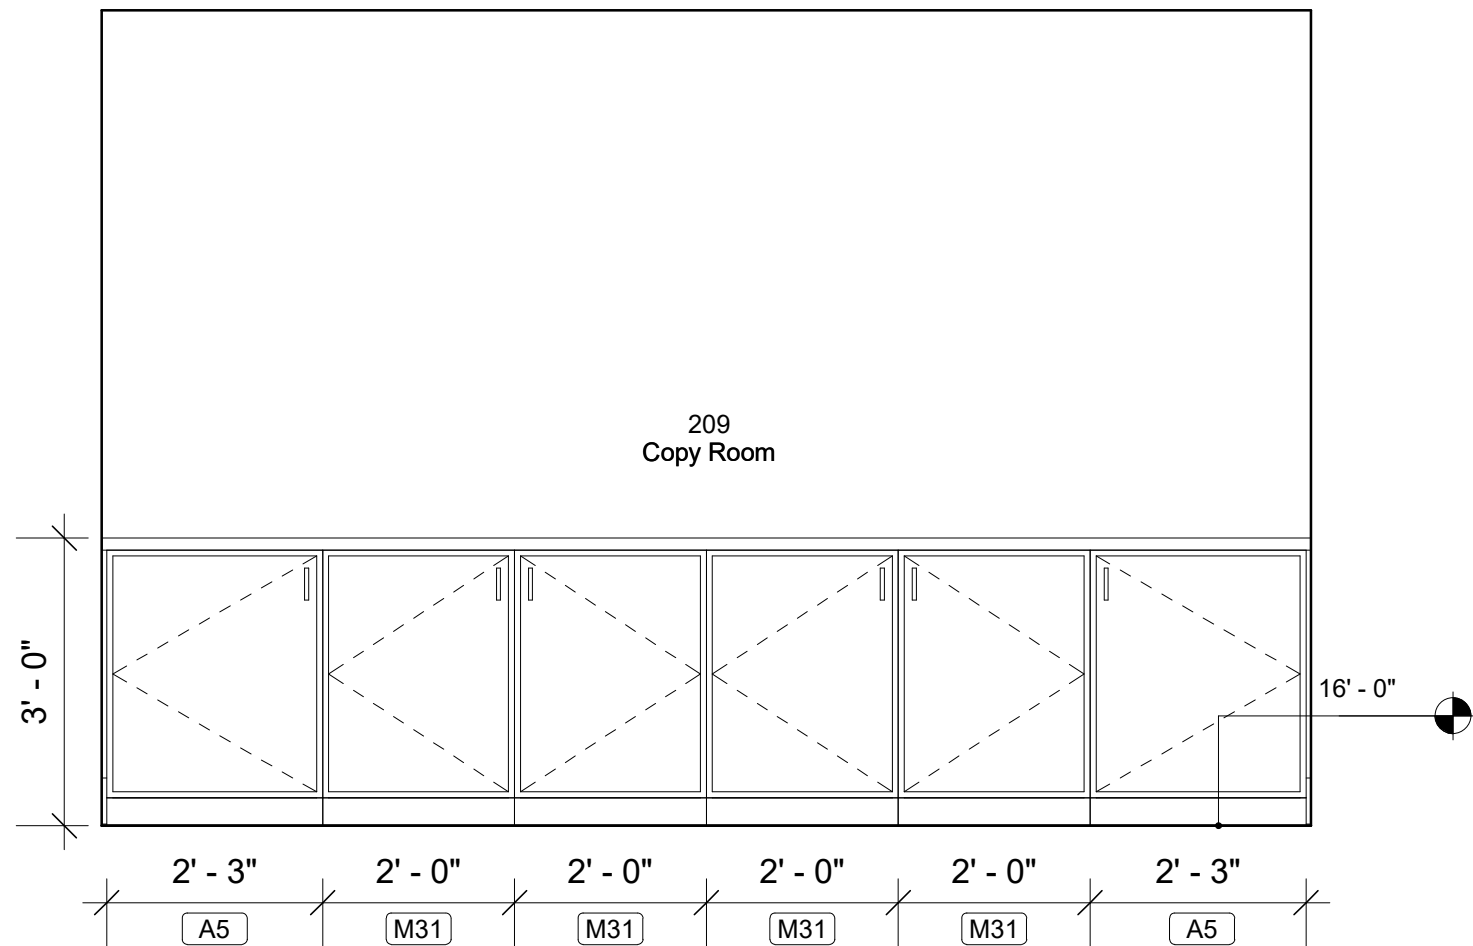 209
Copy Room
3' - 0"
16' - 0"
2' - 3"
2' - 0"
2' - 0"
2' - 0"
2' - 0"
2' - 3"
A5
M31
M31
M31
M31
A5